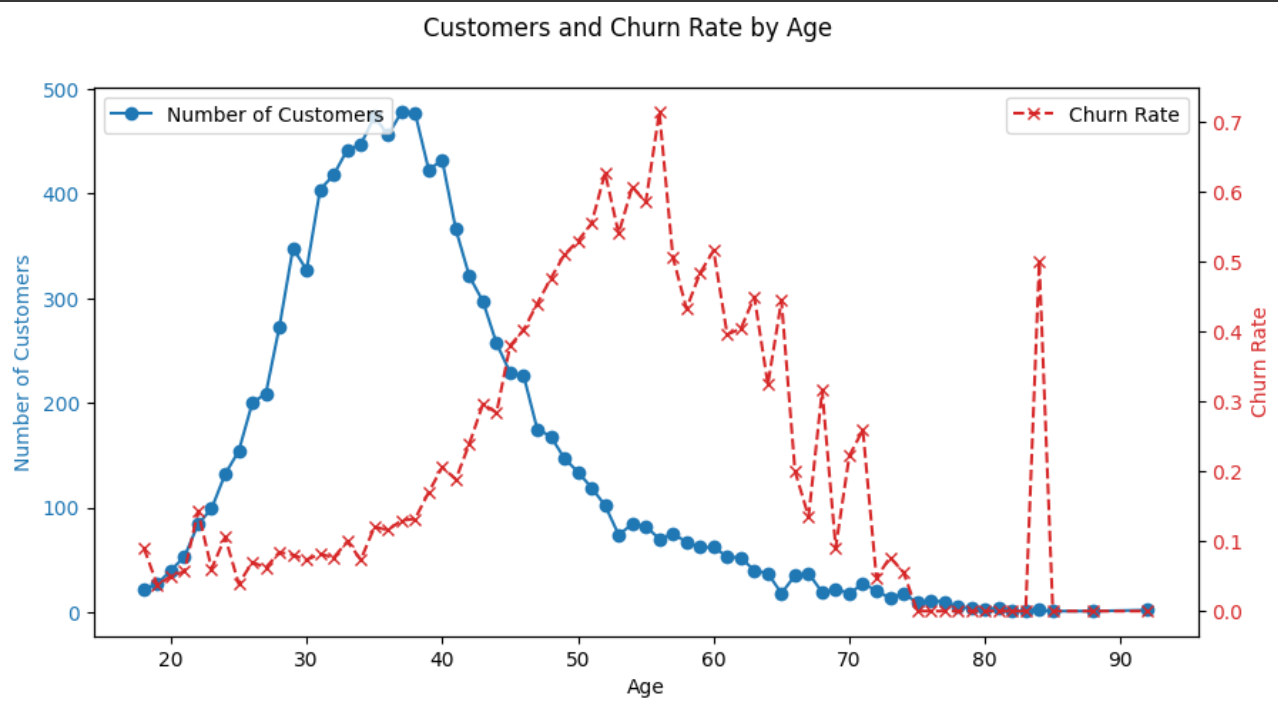 Customers and Churn Rate by Age
Number of Customers
Churn Rate
500
400
300
200
100
0
Number of Customers
0.7
0.6
0.5
0.4
0.3
0.2
0.1
0.0
Churn Rate
20 30 40 50 60 70 80 90
Age